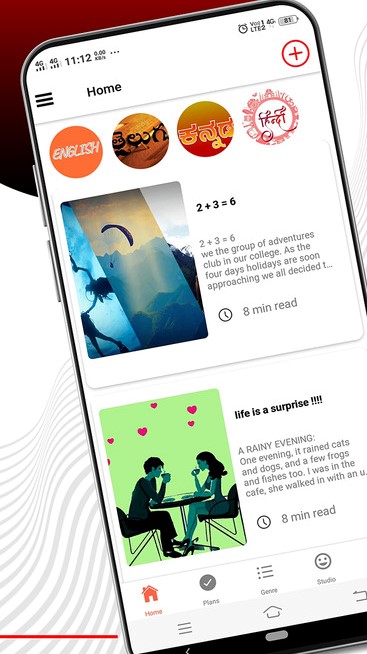 4G 4G 11:12 0.00 KB/s ...
Vo) 1 4G LTE2 81
Home
ENGLISH తెలుగు ಕನ್ನಡ हिन्दी
2 + 3 = 6
2 + 3 = 6
we the group of adventures
club in our college. As the
four days holidays are soon
approaching we all decided t...
8 min read
life is a surprise !!!!
A RAINY EVENING:
One evening, it rained cats
and dogs, and a few frogs
and fishes too. I was in the
cafe, she walked in with an u..
8 min read
Home Plans Genre Studio